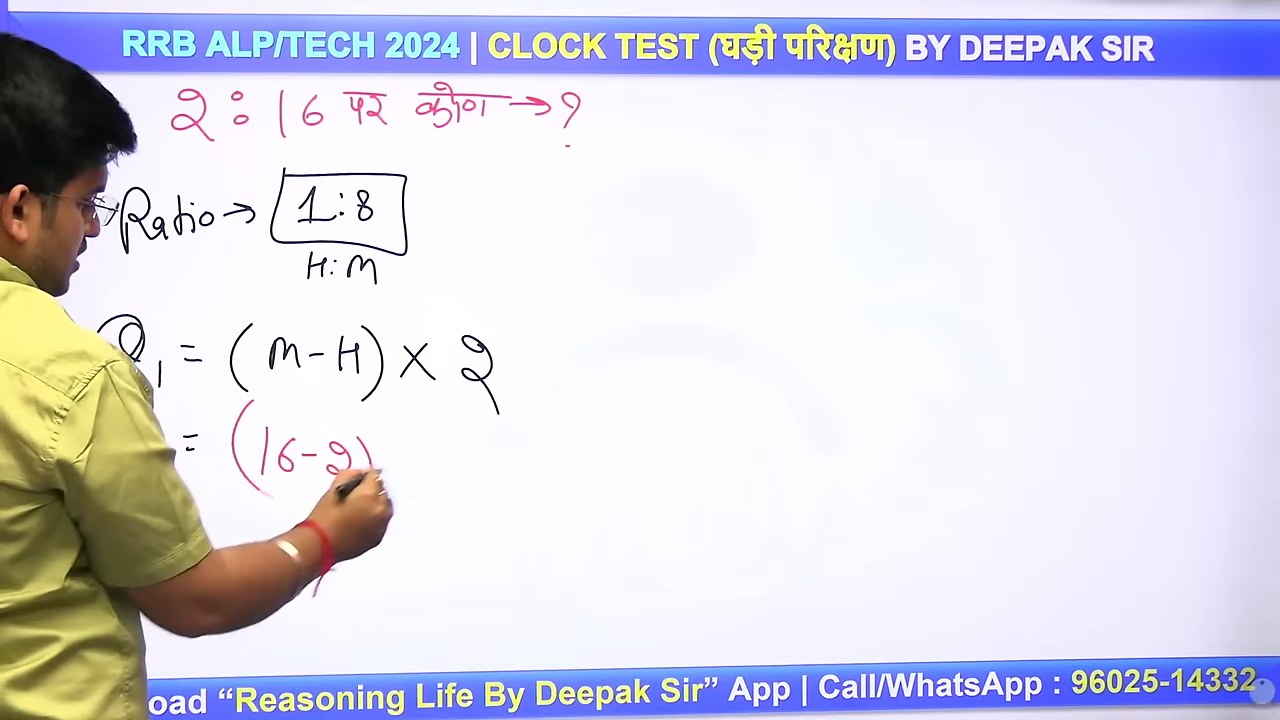 RRB ALP/TECH 2024 | CLOCK TEST (घड़ी परिक्षण) BY DEEPAK SIR
2 : 16 पर कोण → ?
Ratio → 1:8
H:M
θ1 = (M-H) × 2
= (16-2)
oad “Reasoning Life By Deepak Sir” App | Call/WhatsApp : 96025-14332